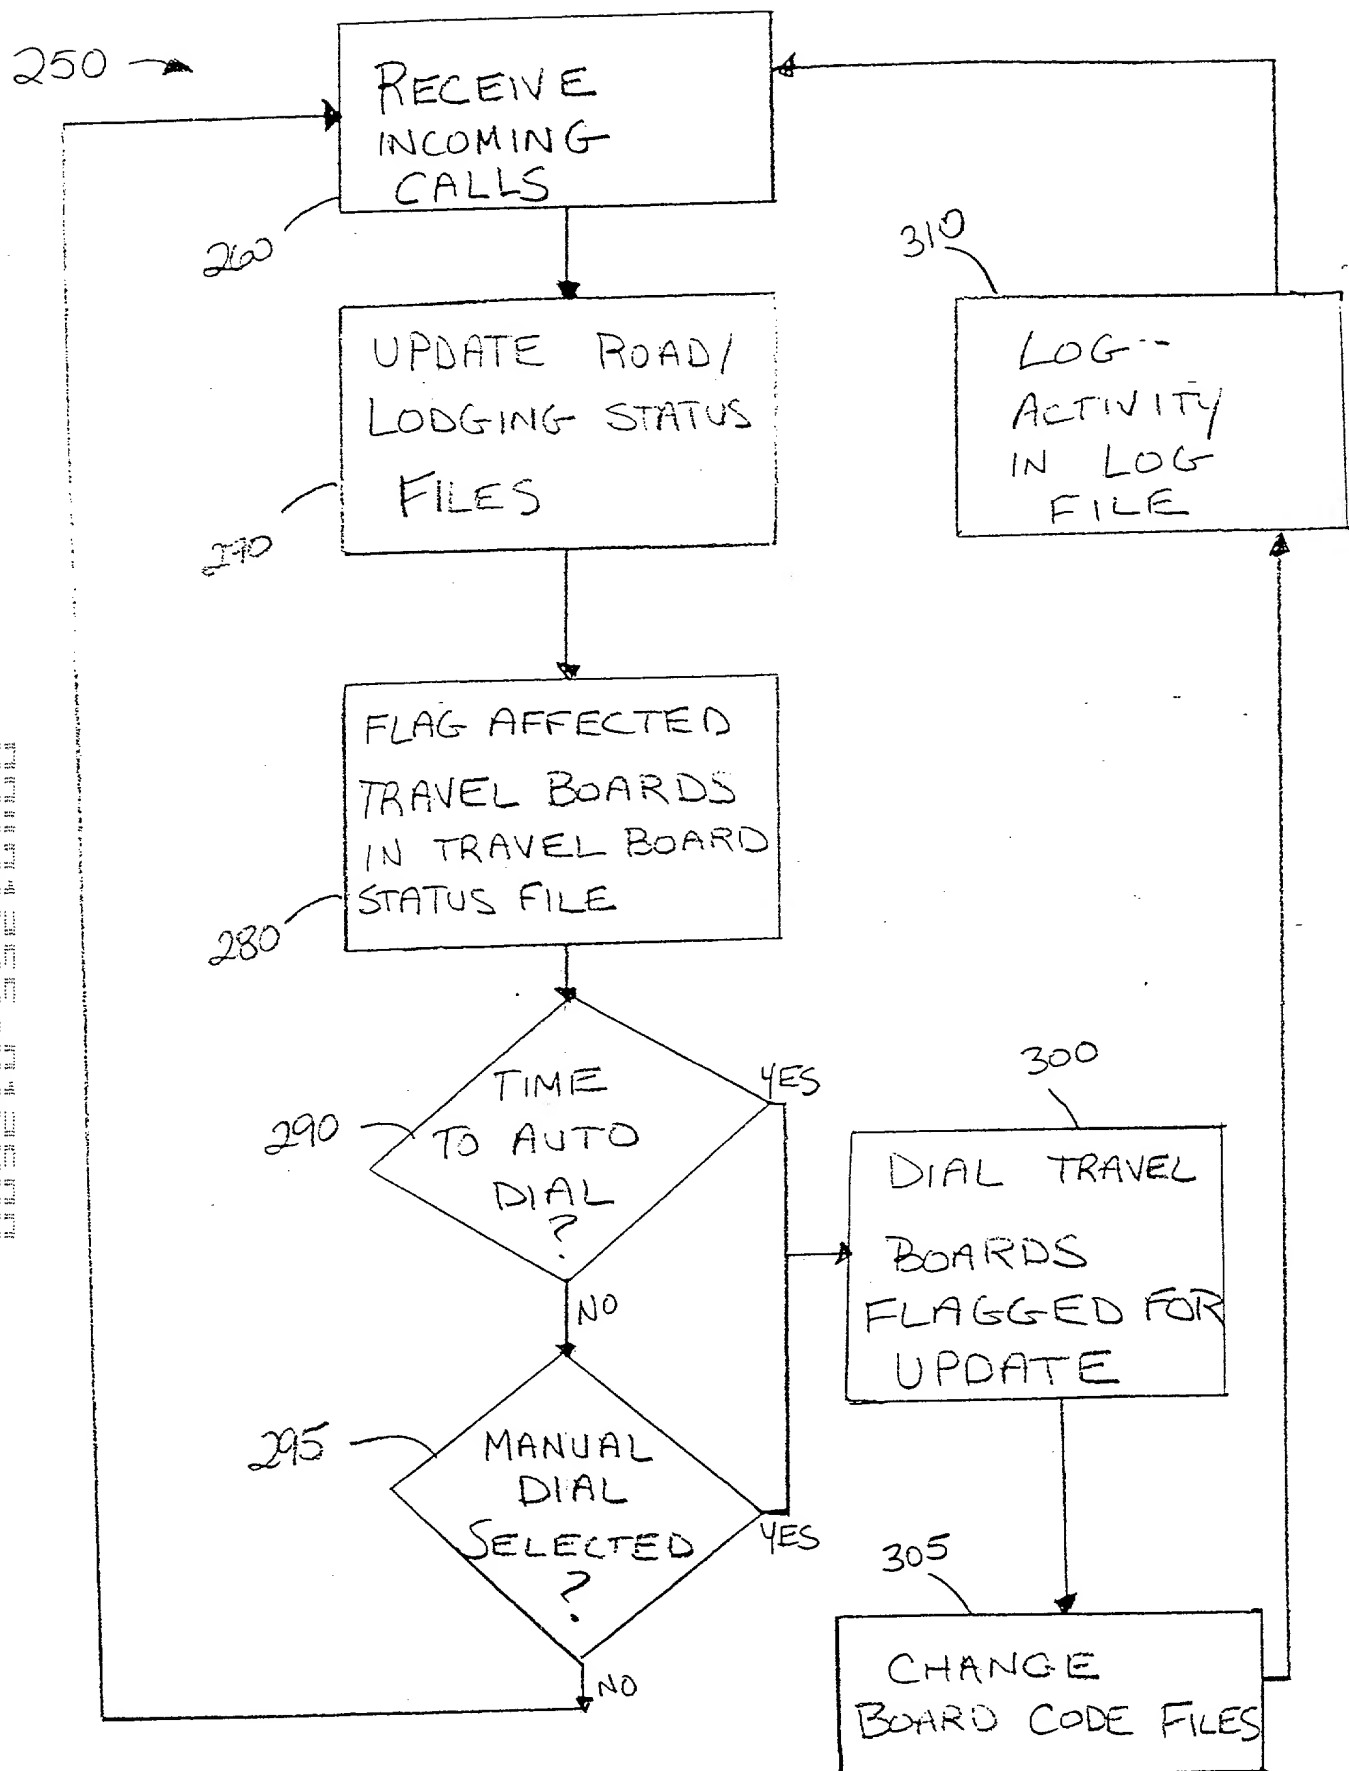 250
RECEIVE
INCOMING
CALLS
260
UPDATE ROAD/
LODGING STATUS
FILES
270
FLAG AFFECTED
TRAVEL BOARDS
IN TRAVEL BOARD
STATUS FILE
280
TIME
TO AUTO
DIAL
?
290
YES
NO
MANUAL
DIAL
SELECTED
?
295
YES
NO
300
DIAL TRAVEL
BOARDS
FLAGGED FOR
UPDATE
305
CHANGE
BOARD CODE FILES
310
LOG
ACTIVITY
IN LOG
FILE